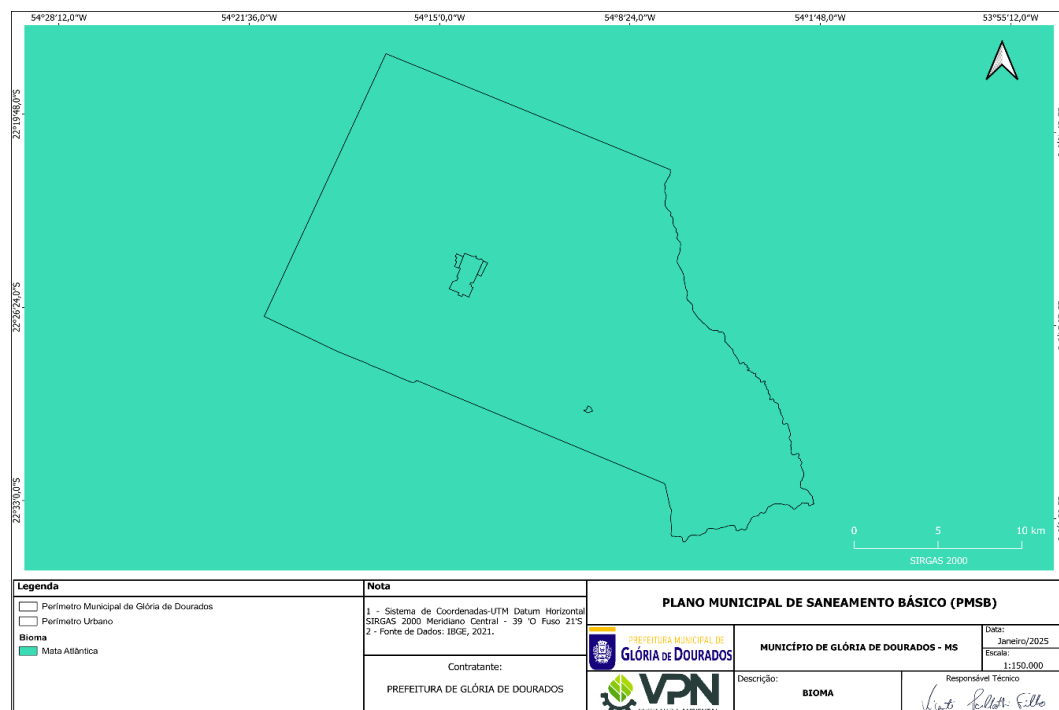 54°28'12,0"W 54°21'36,0"W 54°15'0,0"W 54°8'24,0"W 54°1'48,0"W 53°55'12,0"W
22°19'48,0"S
22°26'24,0"S
22°33'0,0"S
0 5 10 km
SIRGAS 2000
Legenda
Perímetro Municipal de Glória de Dourados
Perímetro Urbano
Bioma
Mata Atlântica
Nota
1 - Sistema de Coordenadas-UTM Datum Horizontal
SIRGAS 2000 Meridiano Central - 39 'O Fuso 21'S
2 - Fonte de Dados: IBGE, 2021.
Contratante:
PREFEITURA DE GLÓRIA DE DOURADOS
PLANO MUNICIPAL DE SANEAMENTO BÁSICO (PMSB)
PREFEITURA MUNICIPAL DE
GLÓRIA DE DOURADOS
MUNICÍPIO DE GLÓRIA DE DOURADOS - MS
Data:
Janeiro/2025
Escala:
1:150.000
VPN
Descrição:
BIOMA
Responsável Técnico
Filho